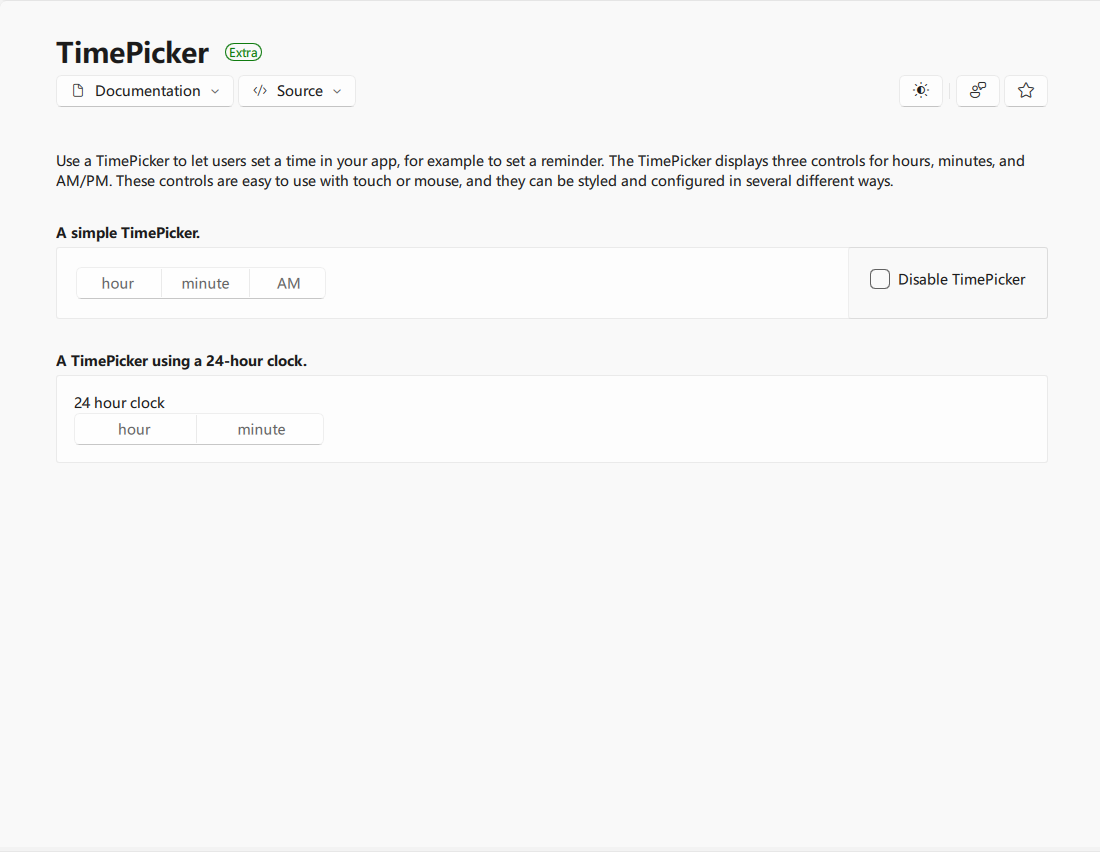 TimePicker Extra
Documentation Source
Use a TimePicker to let users set a time in your app, for example to set a reminder. The TimePicker displays three controls for hours, minutes, and
AM/PM. These controls are easy to use with touch or mouse, and they can be styled and configured in several different ways.
A simple TimePicker.
hour minute AM Disable TimePicker
A TimePicker using a 24-hour clock.
24 hour clock
hour minute